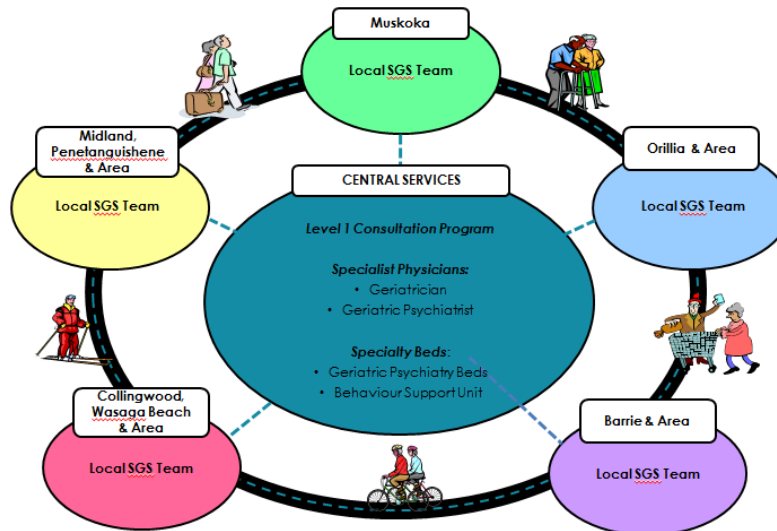 Muskoka
Local SGS Team
Midland,
Penetanguishene
& Area
Local SGS Team
Orillia & Area
Local SGS Team
CENTRAL SERVICES
Level 1 Consultation Program
Specialist Physicians:
• Geriatrician
• Geriatric Psychiatrist
Specialty Beds:
• Geriatric Psychiatry Beds
• Behaviour Support Unit
Collingwood,
Wasaga Beach
& Area
Local SGS Team
Barrie & Area
Local SGS Team